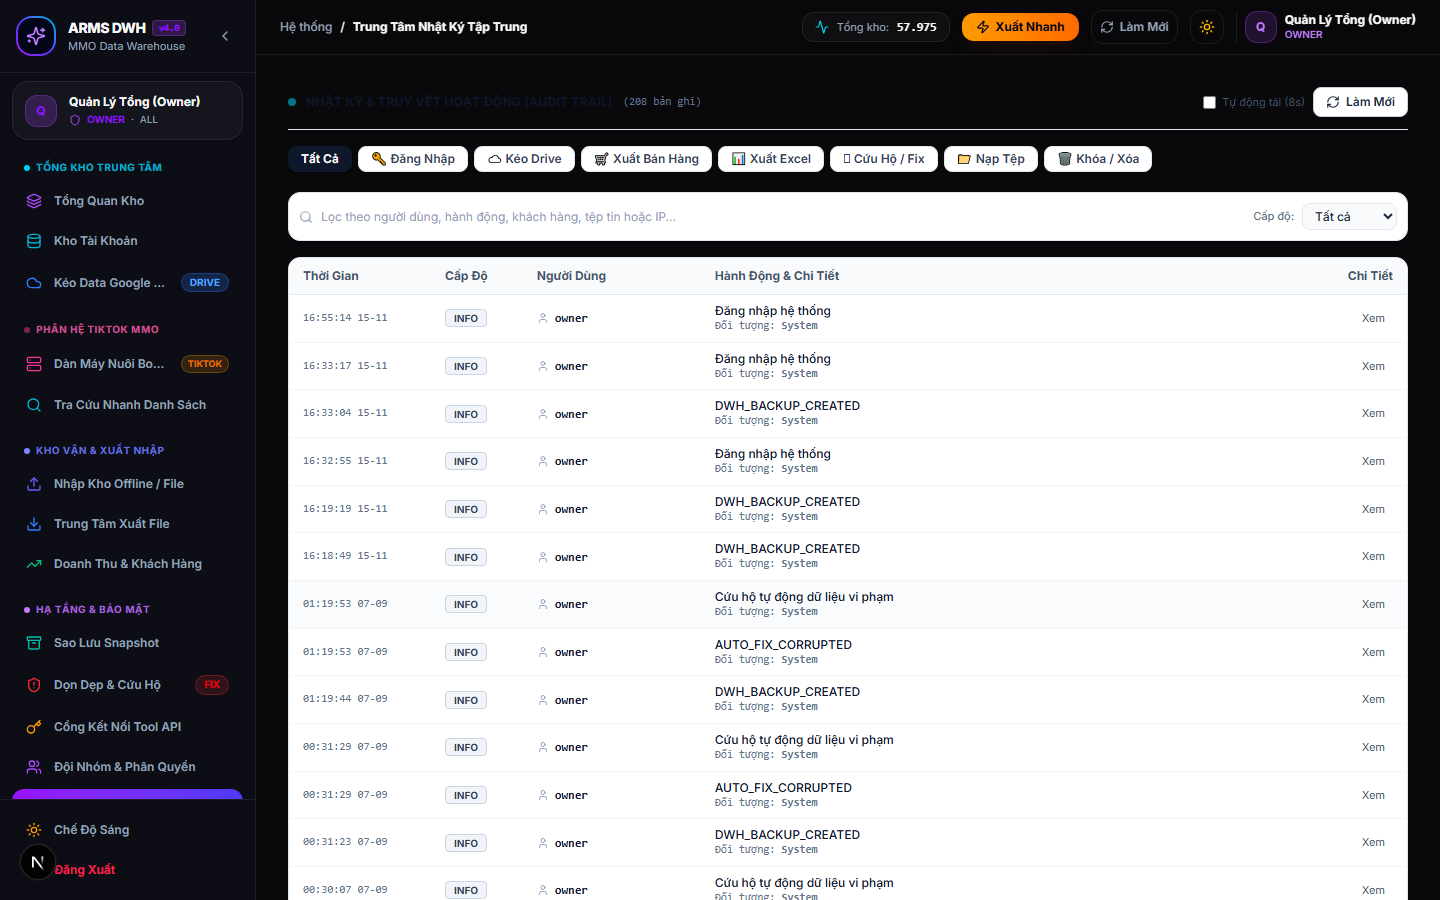 ARMS DWH v4.0
MMO Data Warehouse
Q
Quản Lý Tổng (Owner)
OWNER · ALL
TỔNG KHO TRUNG TÂM
Tổng Quan Kho
Kho Tài Khoản
Kéo Data Google ... DRIVE
PHÂN HỆ TIKTOK MMO
Dàn Máy Nuôi Bo... TIKTOK
Tra Cứu Nhanh Danh Sách
KHO VẬN & XUẤT NHẬP
Nhập Kho Offline / File
Trung Tâm Xuất File
Doanh Thu & Khách Hàng
HẠ TẦNG & BẢO MẬT
Sao Lưu Snapshot
Dọn Dẹp & Cứu Hộ FIX
Cổng Kết Nối Tool API
Đội Nhóm & Phân Quyền
Chế Độ Sáng
N
Đăng Xuất
Hệ thống / Trung Tâm Nhật Ký Tập Trung
Tổng kho: 57.975
Xuất Nhanh
Làm Mới
Q
Quản Lý Tổng (Owner)
OWNER
NHẬT KÝ & TRUY VẾT HOẠT ĐỘNG (AUDIT TRAIL) (208 bản ghi)
Tự động tải (8s)
Làm Mới
Tất Cả
Đăng Nhập
Kéo Drive
Xuất Bán Hàng
Xuất Excel
Cứu Hộ / Fix
Nạp Tệp
Khóa / Xóa
Lọc theo người dùng, hành động, khách hàng, tệp tin hoặc IP...
Cấp độ: Tất cả
Thời Gian Cấp Độ Người Dùng Hành Động & Chi Tiết Chi Tiết
16:55:14 15-11 INFO owner Đăng nhập hệ thống Xem
Đối tượng: System
16:33:17 15-11 INFO owner Đăng nhập hệ thống Xem
Đối tượng: System
16:33:04 15-11 INFO owner DWH_BACKUP_CREATED Xem
Đối tượng: System
16:32:55 15-11 INFO owner Đăng nhập hệ thống Xem
Đối tượng: System
16:19:19 15-11 INFO owner DWH_BACKUP_CREATED Xem
Đối tượng: System
16:18:49 15-11 INFO owner DWH_BACKUP_CREATED Xem
Đối tượng: System
01:19:53 07-09 INFO owner Cứu hộ tự động dữ liệu vi phạm Xem
Đối tượng: System
01:19:53 07-09 INFO owner AUTO_FIX_CORRUPTED Xem
Đối tượng: System
01:19:44 07-09 INFO owner DWH_BACKUP_CREATED Xem
Đối tượng: System
00:31:29 07-09 INFO owner Cứu hộ tự động dữ liệu vi phạm Xem
Đối tượng: System
00:31:29 07-09 INFO owner AUTO_FIX_CORRUPTED Xem
Đối tượng: System
00:31:23 07-09 INFO owner DWH_BACKUP_CREATED Xem
Đối tượng: System
00:30:07 07-09 INFO owner Cứu hộ tự động dữ liệu vi phạm Xem